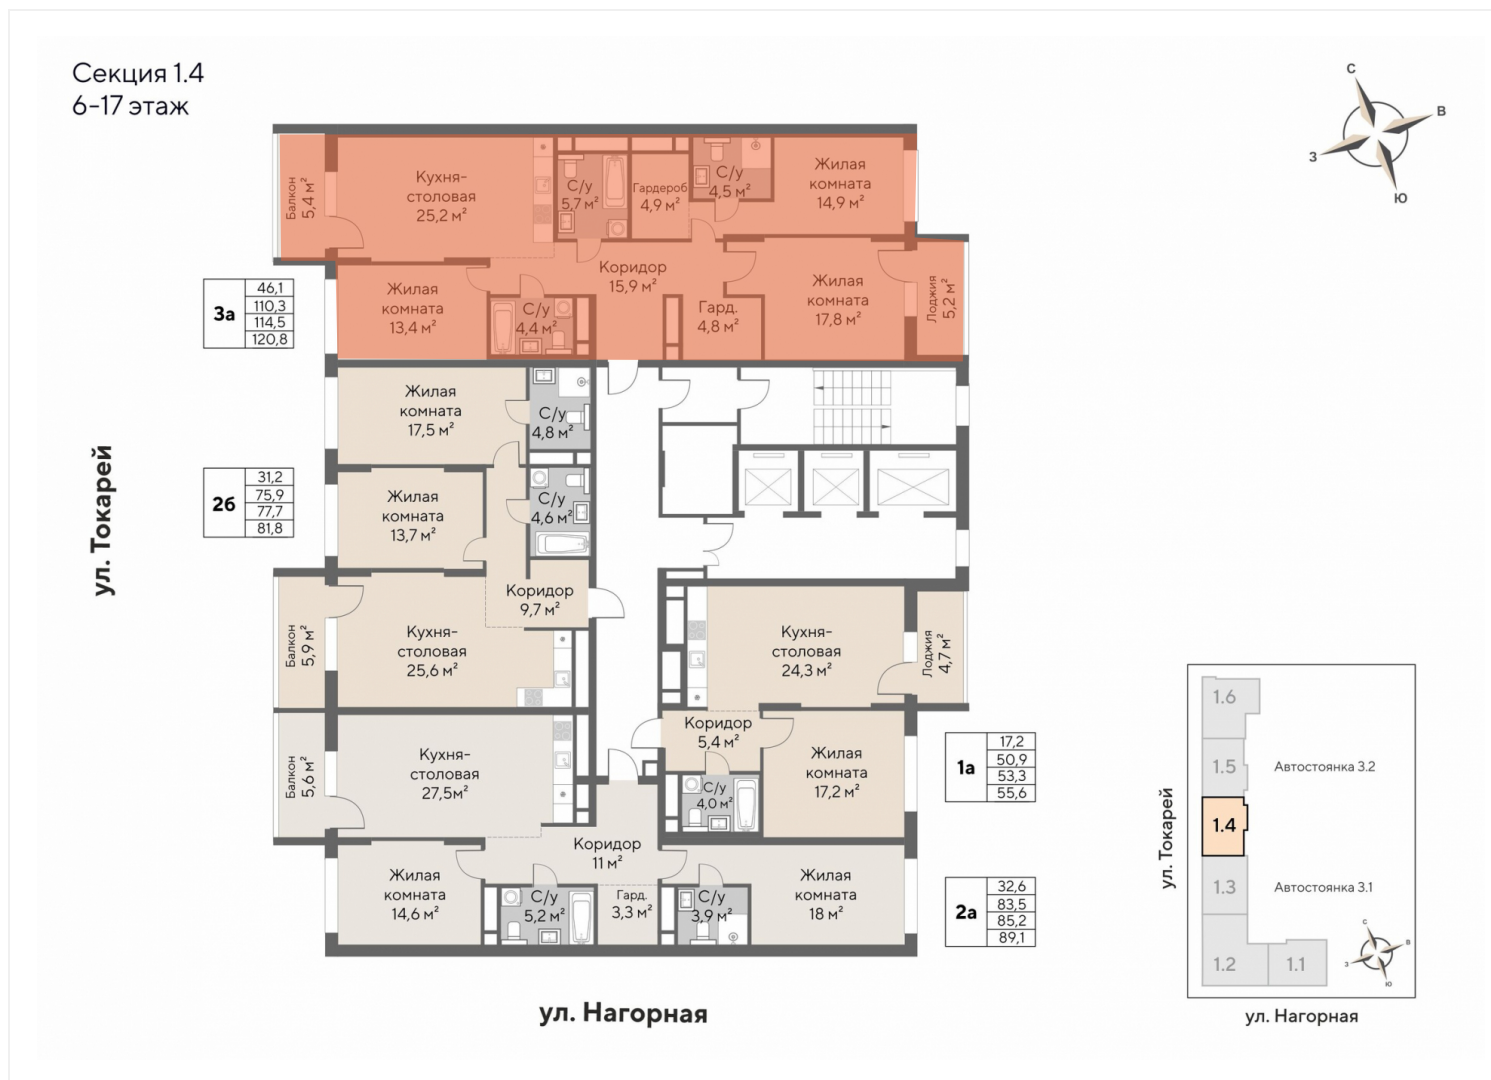 Секция 1.4
6-17 этаж
С
В
З
Ю
Балкон
5,4 м²
Кухня-
столовая
25,2 м²
С/у
5,7 м²
Гардероб
4,9 м²
С/у
4,5 м²
Жилая
комната
14,9 м²
Жилая
комната
13,4 м²
С/у
4,4 м²
Коридор
15,9 м²
Гард.
4,8 м²
Жилая
комната
17,8 м²
Лоджия
5,2 м²
3а
46,1
110,3
114,5
120,8
Жилая
комната
17,5 м²
С/у
4,8 м²
2б
31,2
75,9
77,7
81,8
Жилая
комната
13,7 м²
С/у
4,6 м²
Коридор
9,7 м²
Балкон
5,9 м²
Кухня-
столовая
25,6 м²
Кухня-
столовая
24,3 м²
Лоджия
4,7 м²
Коридор
5,4 м²
С/у
4,0 м²
Жилая
комната
17,2 м²
1а
17,2
50,9
53,3
55,6
Балкон
5,6 м²
Кухня-
столовая
27,5м²
Коридор
11 м²
Жилая
комната
14,6 м²
С/у
5,2 м²
Гард.
3,3 м²
С/у
3,9 м²
Жилая
комната
18 м²
2а
32,6
83,5
85,2
89,1
ул. Токарей
ул. Нагорная
1.6
1.5
Автостоянка 3.2
1.4
1.3
Автостоянка 3.1
1.2
1.1
С
В
З
Ю
ул. Токарей
ул. Нагорная